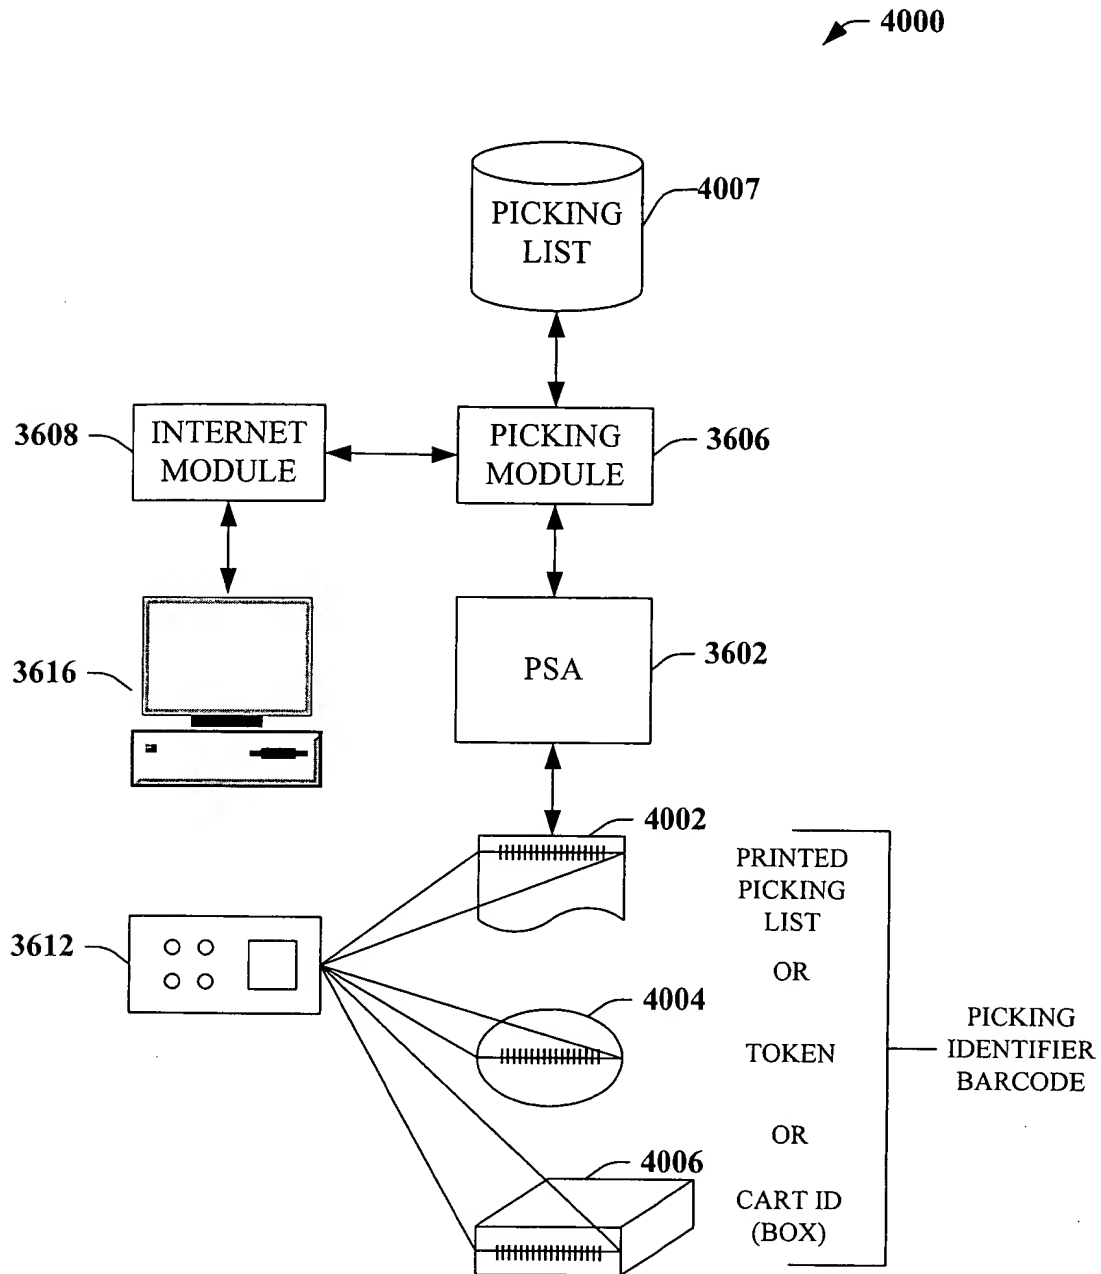 4000
PICKING
LIST
4007
3608
INTERNET
MODULE
PICKING
MODULE
3606
3616
PSA
3602
4002
PRINTED
PICKING
LIST
3612
OR
4004
TOKEN
PICKING
IDENTIFIER
BARCODE
OR
4006
CART ID
(BOX)